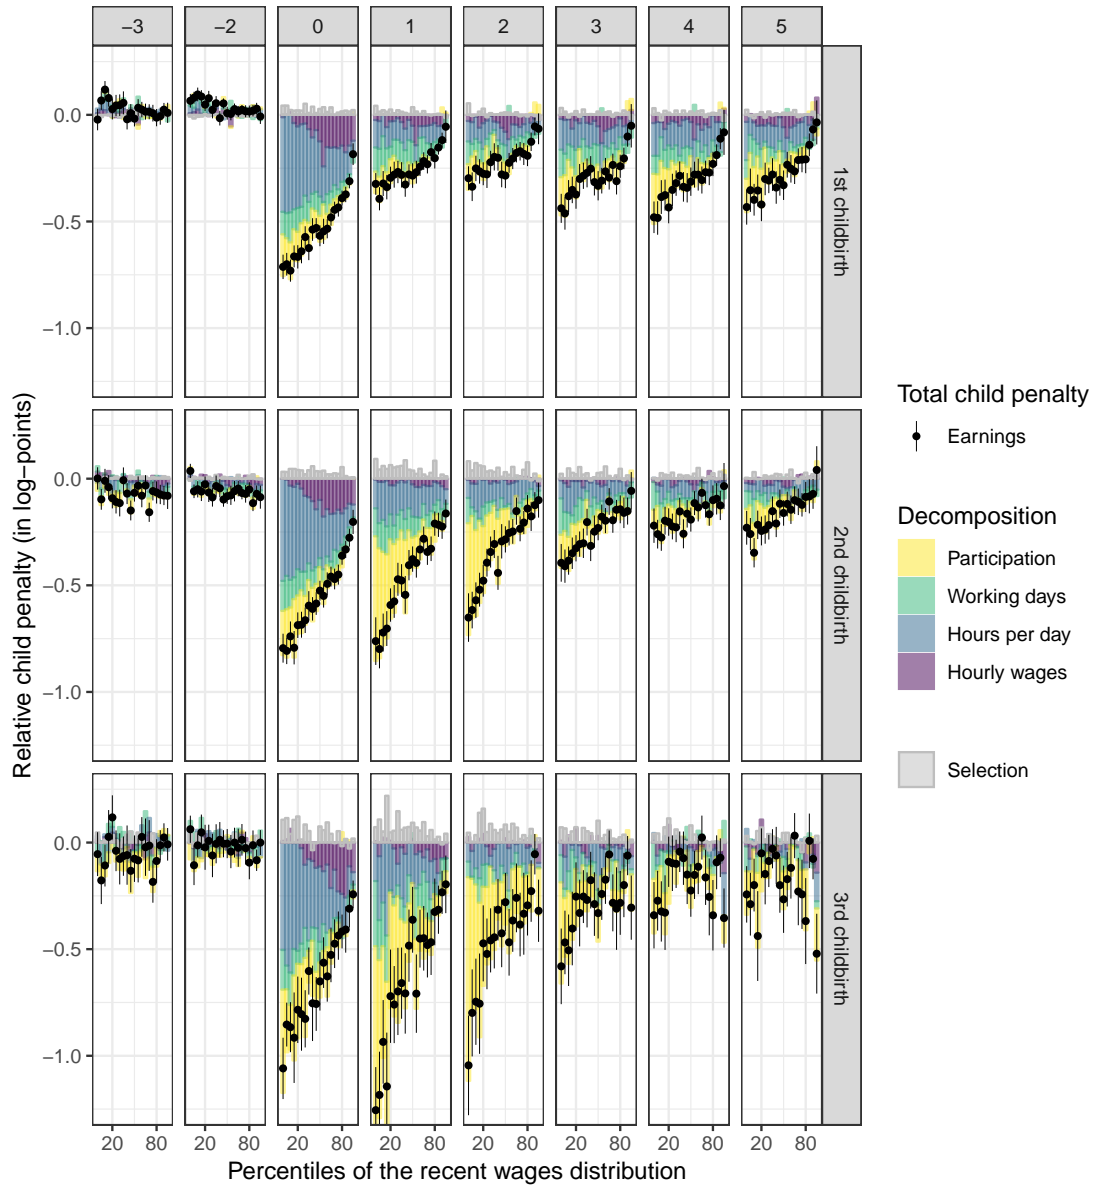 −3 −2 0 1 2 3 4 5
0.0
−0.5
−1.0
1st childbirth
0.0
−0.5
−1.0
2nd childbirth
0.0
−0.5
−1.0
3rd childbirth
20 80 20 80 20 80 20 80 20 80 20 80 20 80 20 80
Percentiles of the recent wages distribution
Relative child penalty (in log−points)
Total child penalty
Earnings
Decomposition
Participation
Working days
Hours per day
Hourly wages
Selection